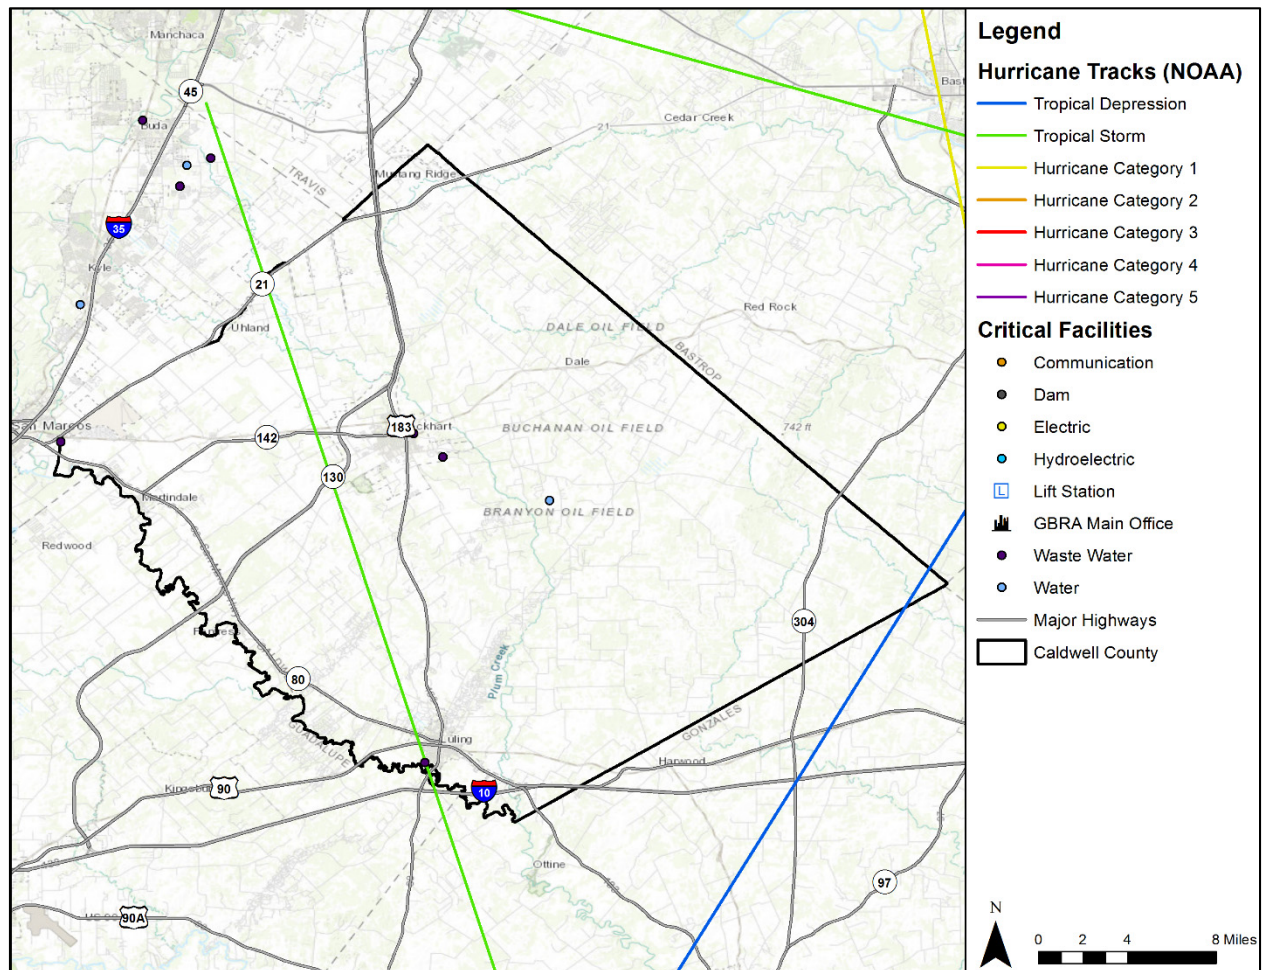 Manchaca
45
Buda
Cedar Creek
21
Bast
TRAVIS
Mustang Ridge
35
Kyle
21
Uhland
Red Rock
DALE OIL FIELD
BASTROP
Dale
San Marcos
142
183
ckhart
BUCHANAN OIL FIELD
742 ft
130
Martindale
BRANYON OIL FIELD
Redwood
304
Plum Creek
80
GUADALUPE
GONZALES
Luling
Harwood
Kingsbu
90
10
Ottine
97
90A
Legend
Hurricane Tracks (NOAA)
Tropical Depression
Tropical Storm
Hurricane Category 1
Hurricane Category 2
Hurricane Category 3
Hurricane Category 4
Hurricane Category 5
Critical Facilities
Communication
Dam
Electric
Hydroelectric
L Lift Station
GBRA Main Office
Waste Water
Water
Major Highways
Caldwell County
N
0 2 4 8 Miles